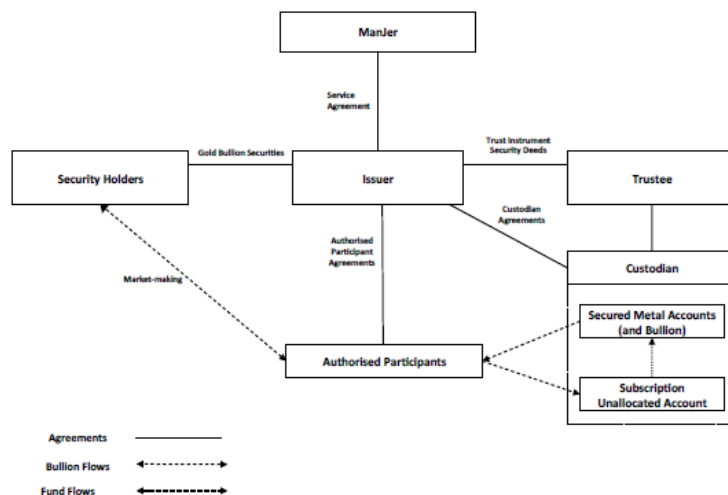 ManJer
Service
Agreement
Gold Bullion Securities
Trust Instrument
Security Deeds
Security Holders
Issuer
Trustee
Custodian
Agreements
Authorised
Participant
Agreements
Market-making
Custodian
Secured Metal Accounts
(and Bullion)
Authorised Participants
Subscription
Unallocated Account
Agreements
Bullion Flows
Fund Flows